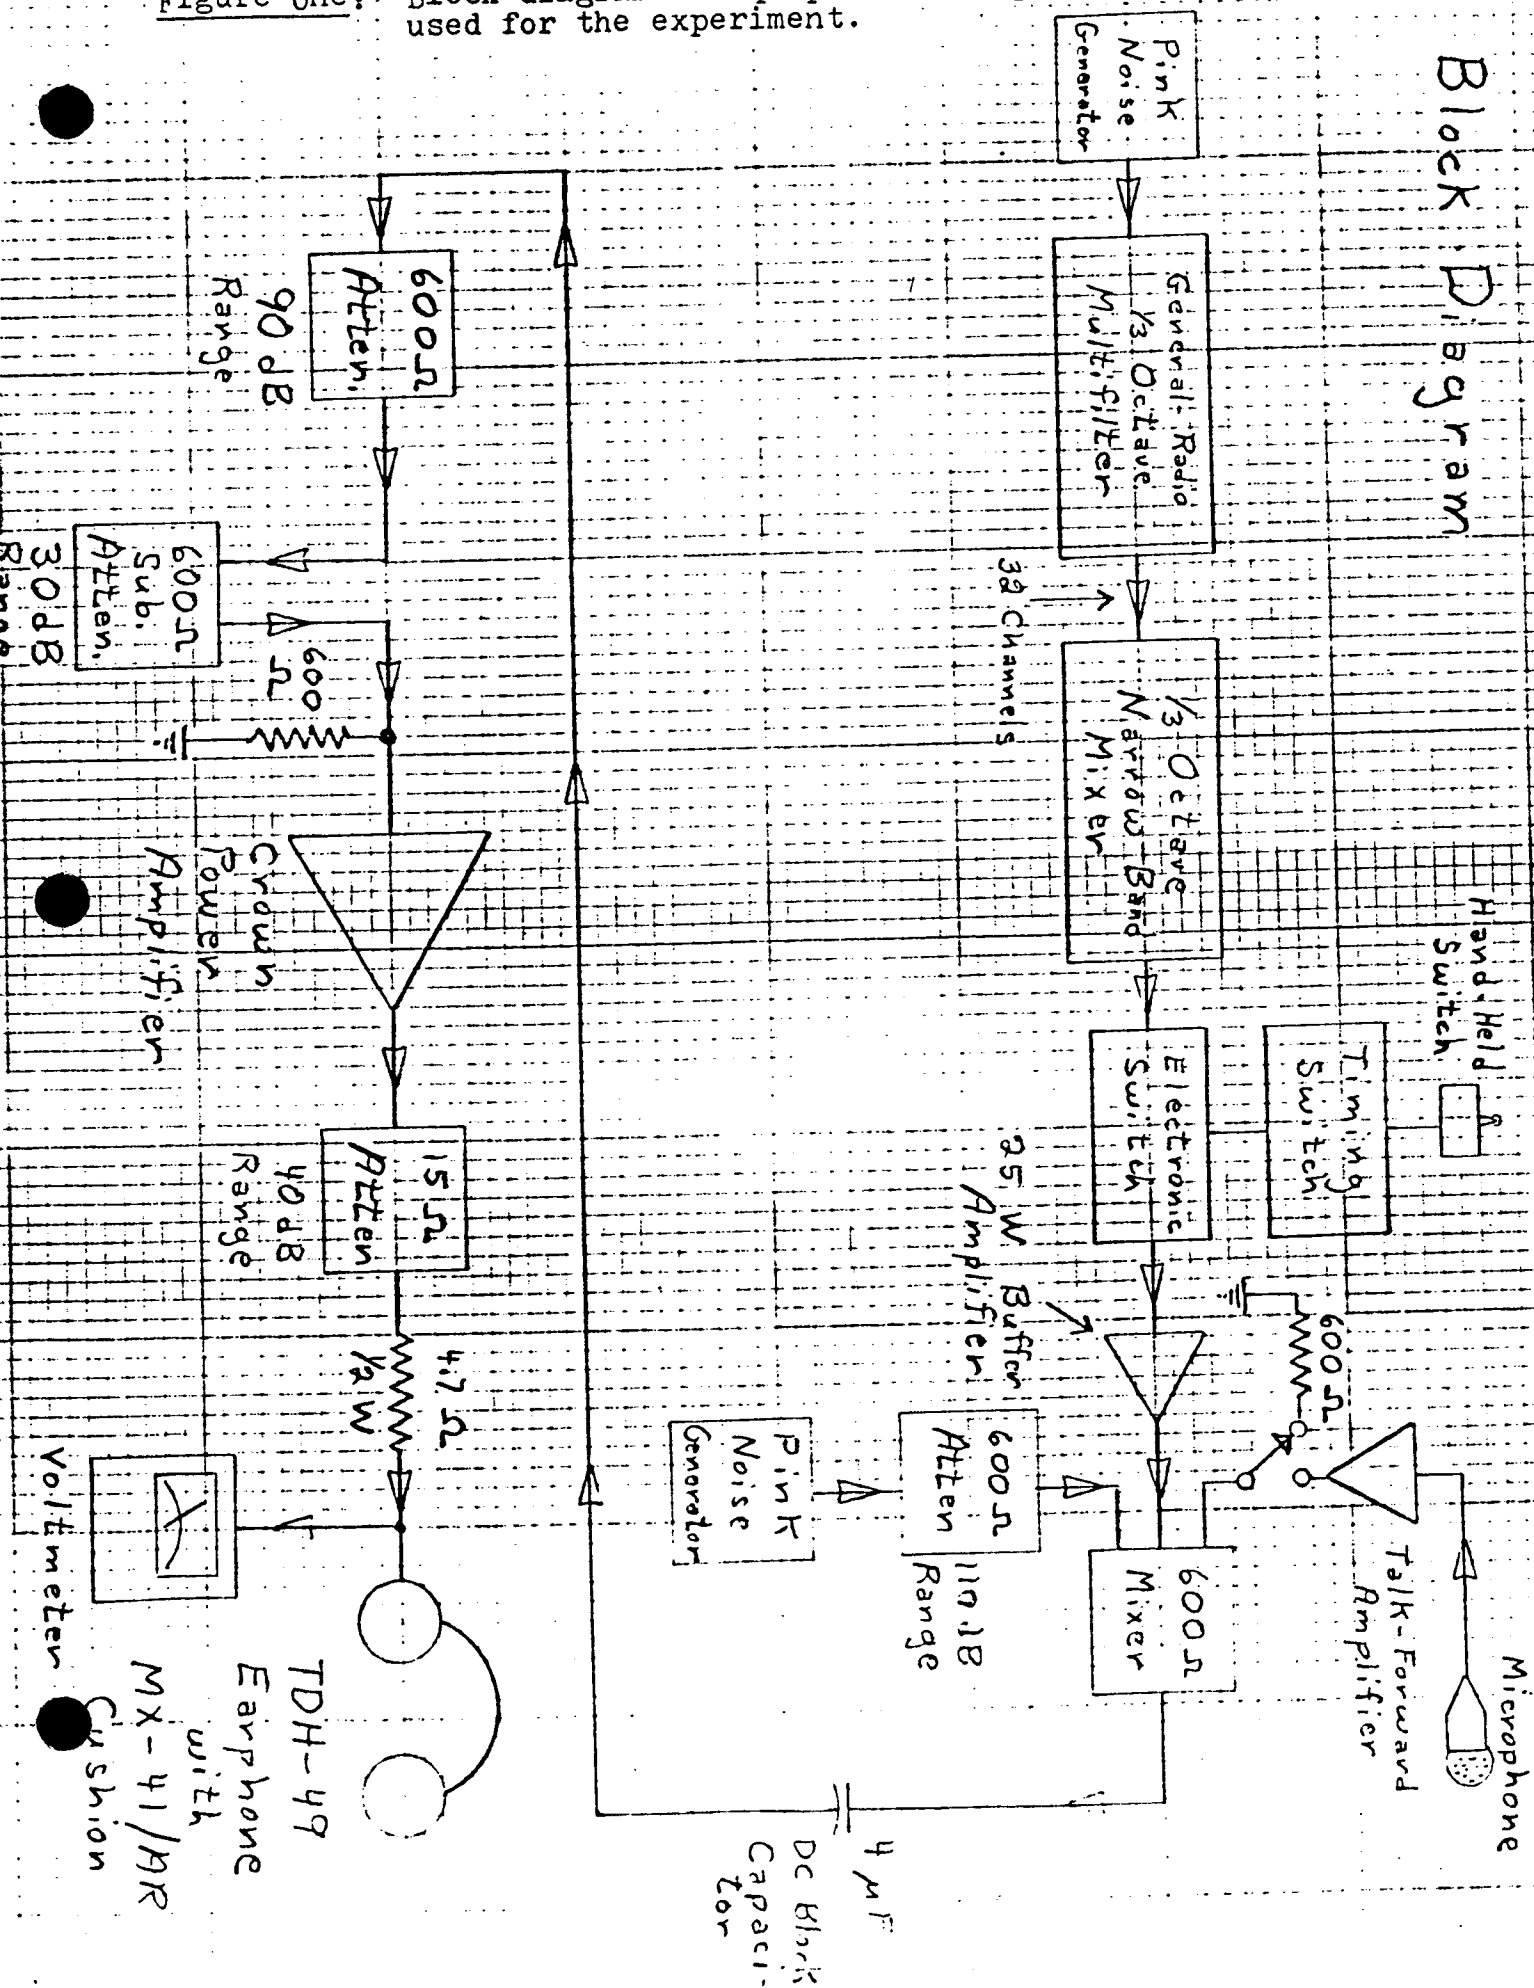 Figure One: Block diagram
used for the experiment.
Block Diagram
Pink
Noise
Generator
General-Radio
1/3 Octave
Multifilter
32 Channels
1/3 Octave
Narrow-Band
Mixer
Hand-Held
Switch
Timing
Switch
Electronic
Switch
25 W Buffer
Amplifier
600 Ω
Microphone
Talk-Forward
Amplifier
600 Ω
Mixer
600 Ω
Atten
110 dB
Range
Pink
Noise
Generator
4 μF
DC Block
Capaci-
tor
600 Ω
Atten.
90 dB
Range
600 Ω
Sub.
Atten.
30 dB
Range
600
Ω
Crown
Power
Amplifier
15 Ω
Atten
40 dB
Range
4.7 Ω
1/2 W
Voltmeter
TDH-49
Earphone
with
MX-41/AR
Cushion